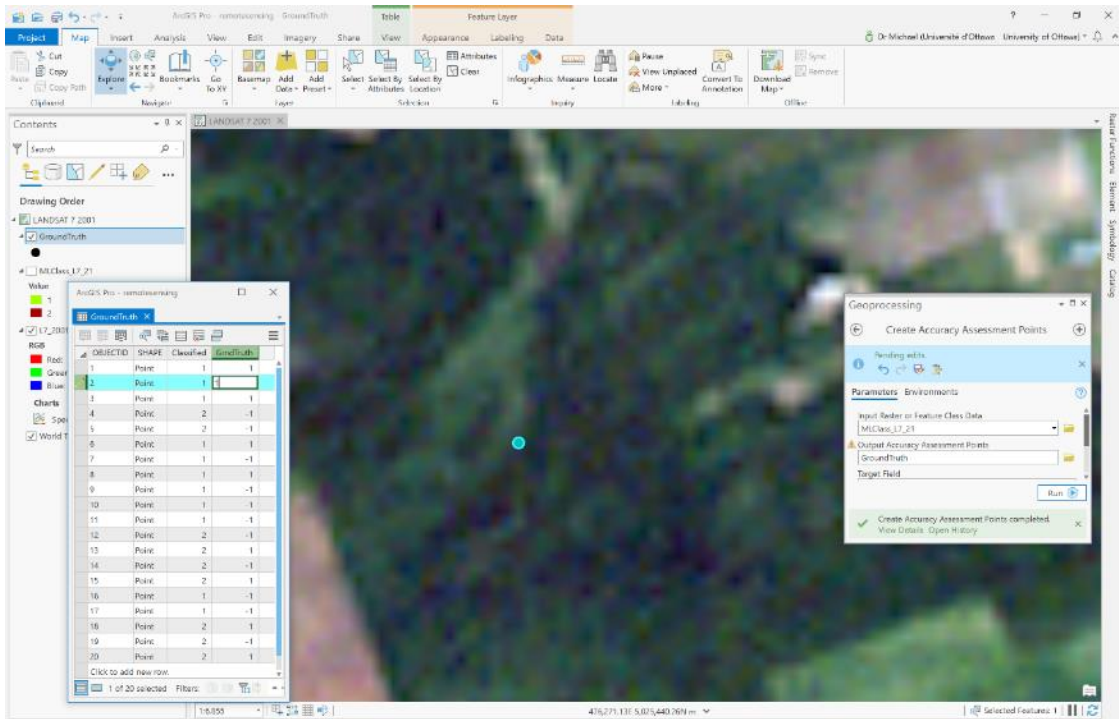 ArcGIS Pro - remotesensing - GroundTruth
Table
Feature Layer
?
Project Map Insert Analysis View Edit Imagery Share View Appearance Labeling Data
Dr Michael (Université d'Ottawa University of Ottawa)
Cut
Copy
Copy Path
Paste
Explore
Bookmarks
Go To XY
Basemap
Add Data
Add Preset
Select
Select By Attributes
Select By Location
Attributes
Clear
Infographics
Measure
Locate
Pause
View Unplaced
More
Convert To Annotation
Download Map
Sync
Remove
Clipboard
Navigate
Layer
Selection
Inquiry
Labeling
Offline
Contents
LANDSAT 7 2001
Search
Drawing Order
LANDSAT 7 2001
GroundTruth
MLClass_L7_21
Value
1
2
L7_2001
RGB
Red:
Green
Blue:
Charts
World T
ArcGIS Pro - remotesensing
GroundTruth
OBJECTID SHAPE Classified GrndTruth
1 Point 1 1
2 Point 1
3 Point 1 1
4 Point 2 -1
5 Point 2 -1
6 Point 1 1
7 Point 1 -1
8 Point 1 1
9 Point 1 -1
10 Point 1 -1
11 Point 1 -1
12 Point 2 -1
13 Point 2 1
14 Point 2 -1
15 Point 2 1
16 Point 1 -1
17 Point 1 -1
18 Point 2 1
19 Point 2 -1
20 Point 2 1
Click to add new row.
1 of 20 selected Filters:
Geoprocessing
Create Accuracy Assessment Points
Pending edits.
Parameters Environments
Input Raster or Feature Class Data
MLClass_L7_21
Output Accuracy Assessment Points
GroundTruth
Target Field
Run
Create Accuracy Assessment Points completed.
View Details Open History
Raster Functions
Element
Symbology
Catalog
1:6,855
476,271.13E 5,025,440.26N m
Selected Features: 1